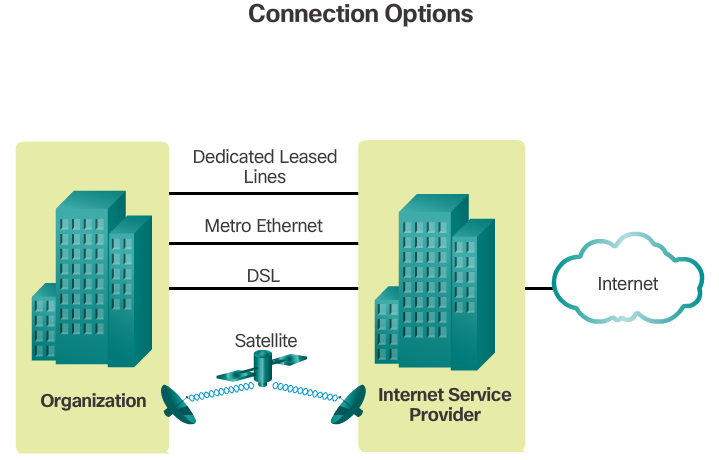 Connection Options
Dedicated Leased
Lines
Metro Ethernet
DSL
Satellite
Organization
Internet Service
Provider
Internet